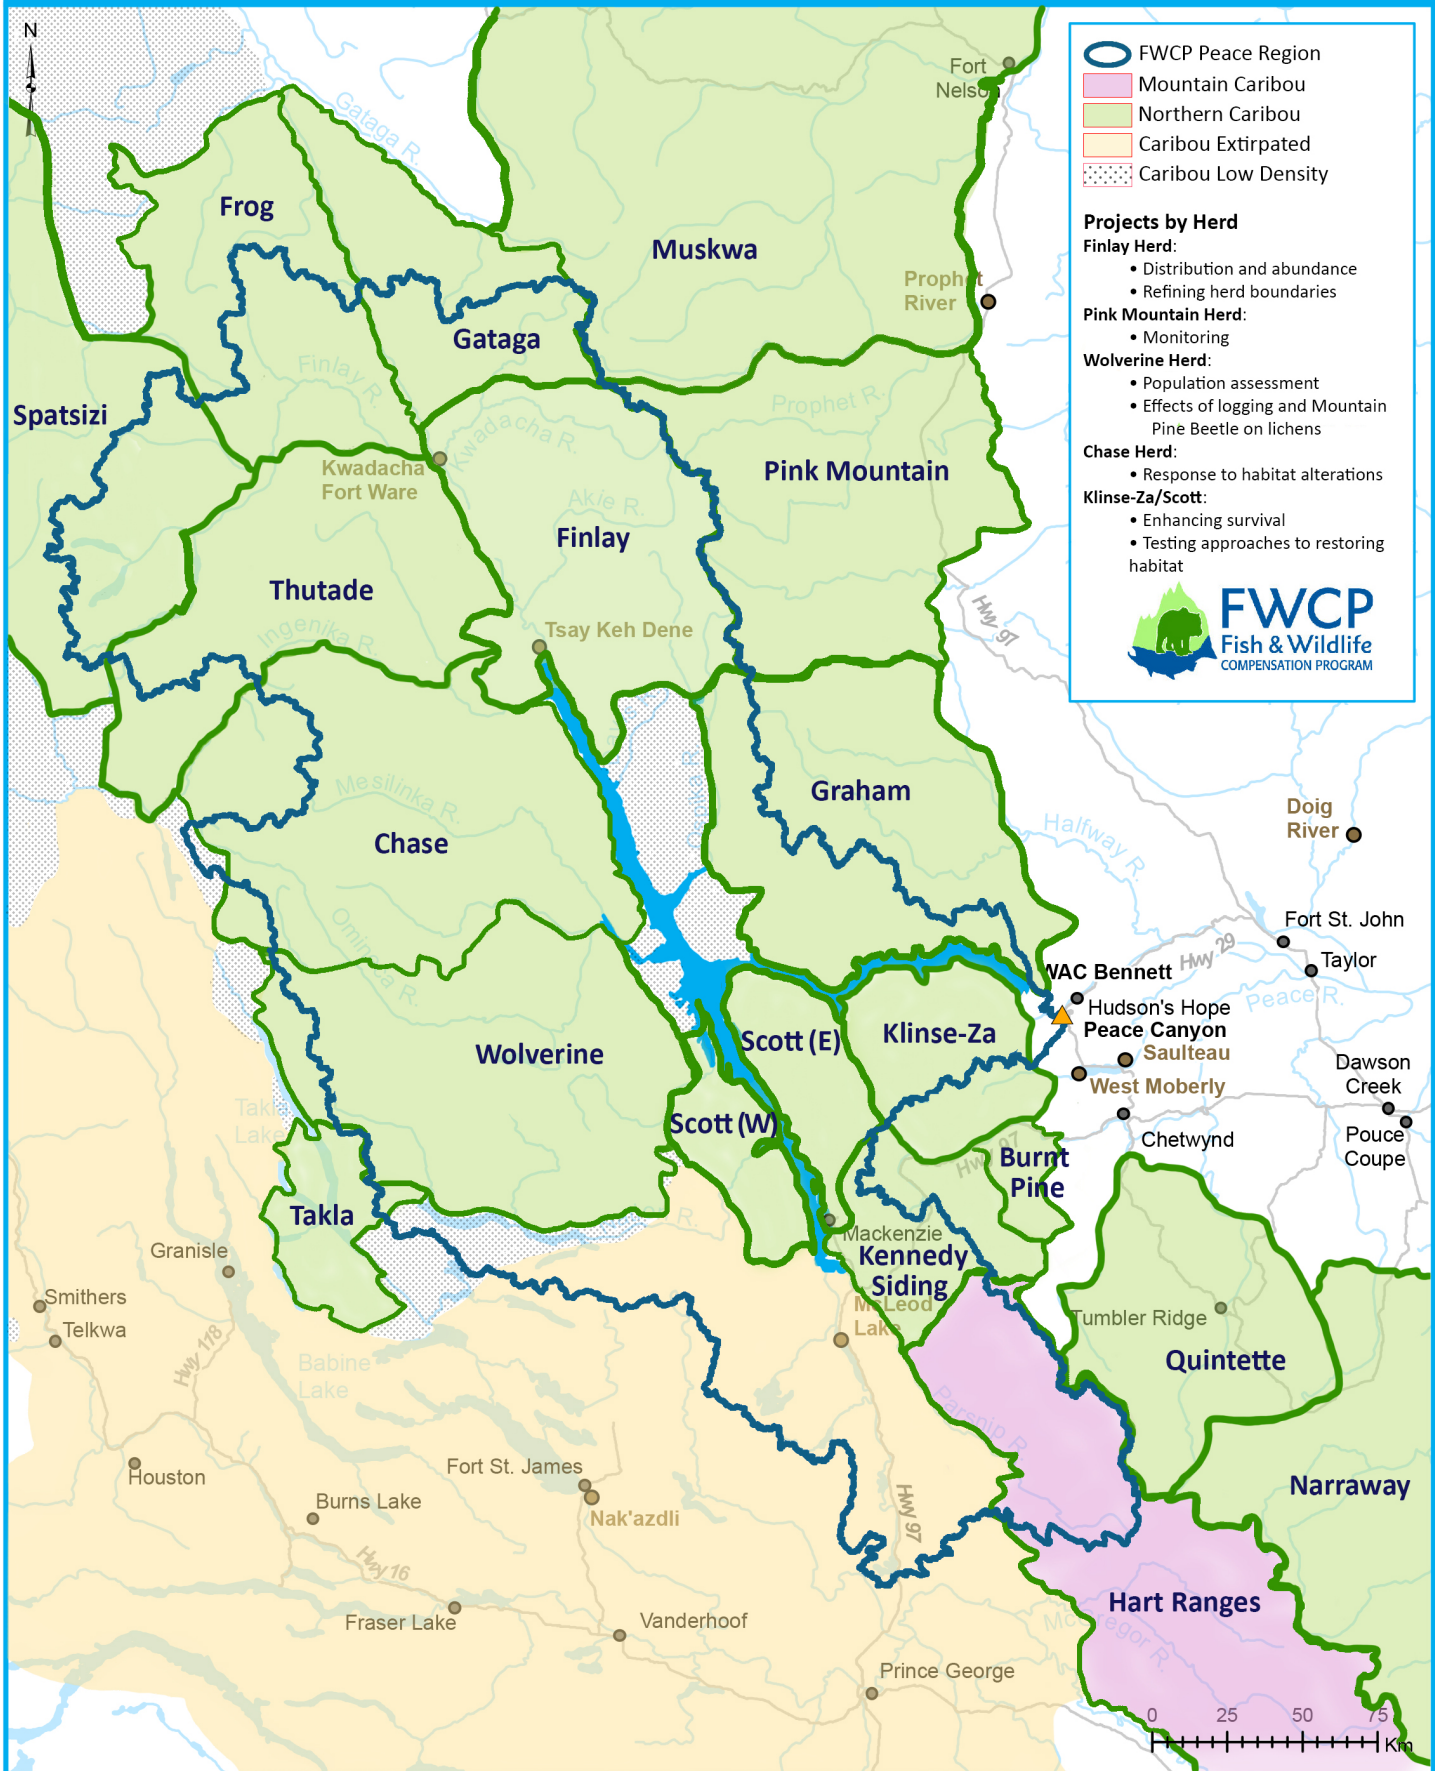 N
FWCP Peace Region
Mountain Caribou
Northern Caribou
Caribou Extirpated
Caribou Low Density
Projects by Herd
Finlay Herd:
• Distribution and abundance
• Refining herd boundaries
Pink Mountain Herd:
• Monitoring
Wolverine Herd:
• Population assessment
• Effects of logging and Mountain
Pine Beetle on lichens
Chase Herd:
• Response to habitat alterations
Klinse-Za/Scott:
• Enhancing survival
• Testing approaches to restoring
habitat
FWCP
Fish & Wildlife
COMPENSATION PROGRAM
Fort
Nelson
Gataga R.
Frog
Muskwa
Prophet
River
Gataga
Finlay R.
Prophet R.
Spatsizi
Kwadacha R.
Kwadacha
Fort Ware
Pink Mountain
Akie R.
Finlay
Thutade
Hwy 97
Ingenika R.
Tsay Keh Dene
Mesilinka R.
Graham
Doig
River
Halfway R.
Chase
Omineca R.
Fort St. John
Hwy 29
Taylor
WAC Bennett
Peace R.
Hudson's Hope
Peace Canyon
Scott (E)
Klinse-Za
Wolverine
Saulteau
West Moberly
Dawson
Creek
Takla
Lake
Scott (W)
Chetwynd
Pouce
Coupe
Hwy 97
Burnt
Pine
Takla
R.
Mackenzie
Kennedy
Siding
Granisle
Smithers
Telkwa
McLeod
Lake
Tumbler Ridge
Hwy 118
Babine
Lake
Quintette
Parsnip R.
Houston
Fort St. James
Burns Lake
Nak'azdli
Hwy 97
Narraway
Hwy 16
Fraser Lake
Vanderhoof
Hart Ranges
McGregor R.
Prince George
0 25 50 75
Km